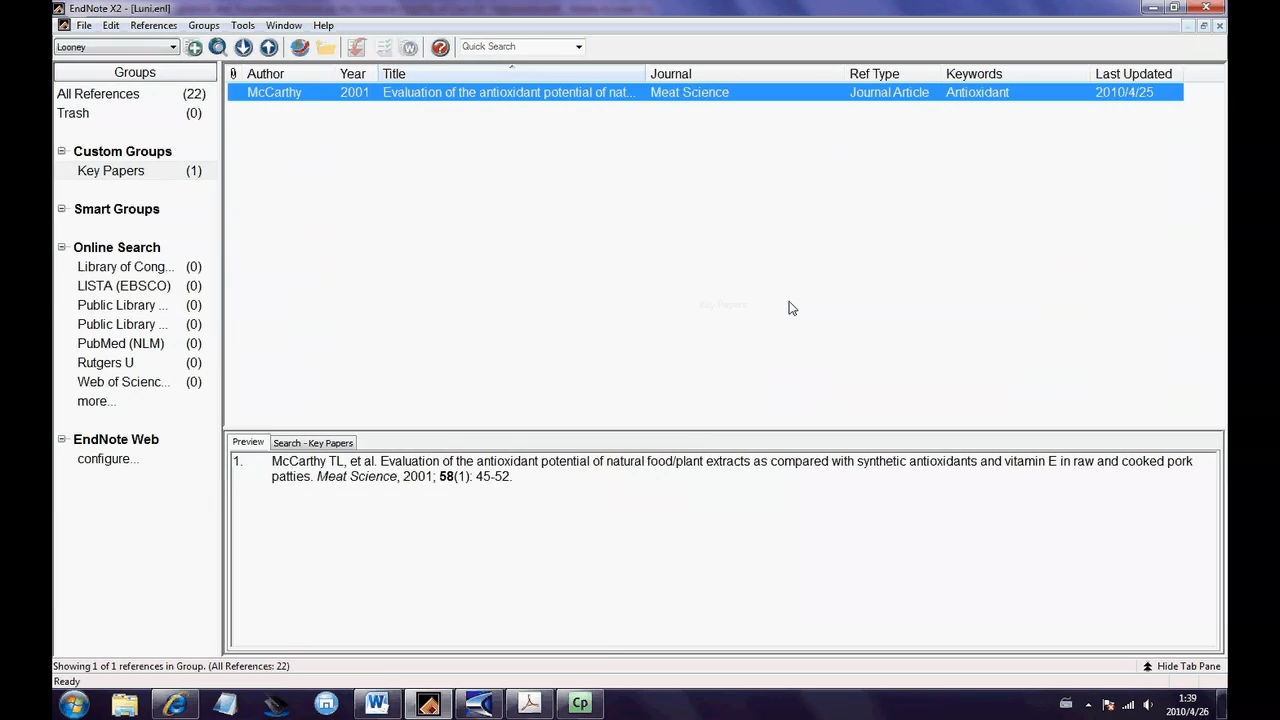 EndNote X2 - [Luni.enl]
File Edit References Groups Tools Window Help
Looney
Quick Search
Groups
All References (22)
Trash (0)
Custom Groups
Key Papers (1)
Smart Groups
Online Search
Library of Cong... (0)
LISTA (EBSCO) (0)
Public Library ... (0)
Public Library ... (0)
PubMed (NLM) (0)
Rutgers U (0)
Web of Scienc... (0)
more...
EndNote Web
configure...
Author Year Title Journal Ref Type Keywords Last Updated
McCarthy 2001 Evaluation of the antioxidant potential of nat... Meat Science Journal Article Antioxidant 2010/4/25
Key Papers
Preview Search - Key Papers
1. McCarthy TL, et al. Evaluation of the antioxidant potential of natural food/plant extracts as compared with synthetic antioxidants and vitamin E in raw and cooked pork
patties. Meat Science, 2001; 58(1): 45-52.
Showing 1 of 1 references in Group. (All References: 22)
Hide Tab Pane
Ready
W
Cp
1:39
2010/4/26